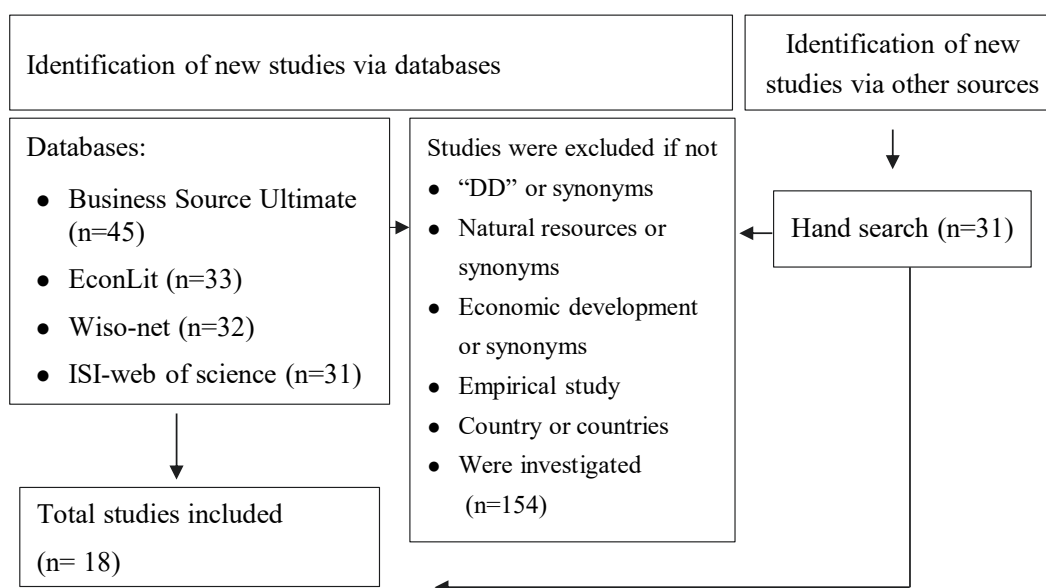 Identification of new studies via databases
Identification of new
studies via other sources
Databases:
● Business Source Ultimate
(n=45)
● EconLit (n=33)
● Wiso-net (n=32)
● ISI-web of science (n=31)
Studies were excluded if not
● “DD” or synonyms
● Natural resources or
synonyms
● Economic development
or synonyms
● Empirical study
● Country or countries
● Were investigated
(n=154)
Hand search (n=31)
Total studies included
(n= 18)